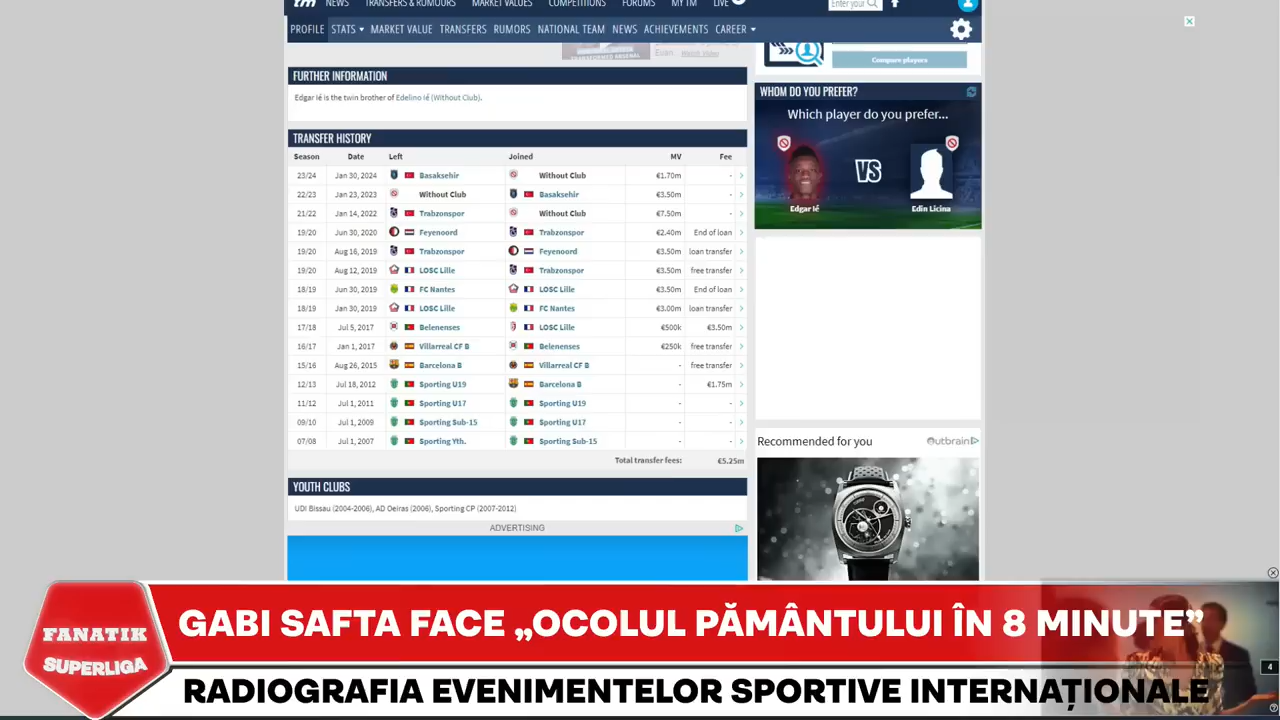 tm NEWS TRANSFERS & RUMOURS MARKET VALUES COMPETITIONS FORUMS MY TM LIVE Enter your
PROFILE STATS MARKET VALUE TRANSFERS RUMORS NATIONAL TEAM NEWS ACHIEVEMENTS CAREER
Watch Video
Compare players
FURTHER INFORMATION
Edgar Ié is the twin brother of Edelino Ié (Without Club).
TRANSFER HISTORY
Season Date Left Joined MV Fee
23/24 Jan 30, 2024 Basaksehir Without Club €1.70m -
22/23 Jan 23, 2023 Without Club Basaksehir €3.50m -
21/22 Jan 14, 2022 Trabzonspor Without Club €7.50m -
19/20 Jun 30, 2020 Feyenoord Trabzonspor €2.40m End of loan
19/20 Aug 16, 2019 Trabzonspor Feyenoord €3.50m loan transfer
19/20 Aug 12, 2019 LOSC Lille Trabzonspor €3.50m free transfer
18/19 Jun 30, 2019 FC Nantes LOSC Lille €3.50m End of loan
18/19 Jan 30, 2019 LOSC Lille FC Nantes €3.00m loan transfer
17/18 Jul 5, 2017 Belenenses LOSC Lille €500k €3.50m
16/17 Jan 1, 2017 Villarreal CF B Belenenses €250k free transfer
15/16 Aug 26, 2015 Barcelona B Villarreal CF B - free transfer
12/13 Jul 18, 2012 Sporting U19 Barcelona B - €1.75m
11/12 Jul 1, 2011 Sporting U17 Sporting U19 - -
09/10 Jul 1, 2009 Sporting Sub-15 Sporting U17 - -
07/08 Jul 1, 2007 Sporting Yth. Sporting Sub-15 - -
Total transfer fees: €5.25m
YOUTH CLUBS
UDI Bissau (2004-2006), AD Oeiras (2006), Sporting CP (2007-2012)
ADVERTISING
WHOM DO YOU PREFER?
Which player do you prefer...
VS
Edgar Ié Edin Licina
Recommended for you Outbrain
FANATIK
SUPERLIGA
GABI SAFTA FACE „OCOLUL PĂMÂNTULUI ÎN 8 MINUTE”
RADIOGRAFIA EVENIMENTELOR SPORTIVE INTERNAȚIONALE
4